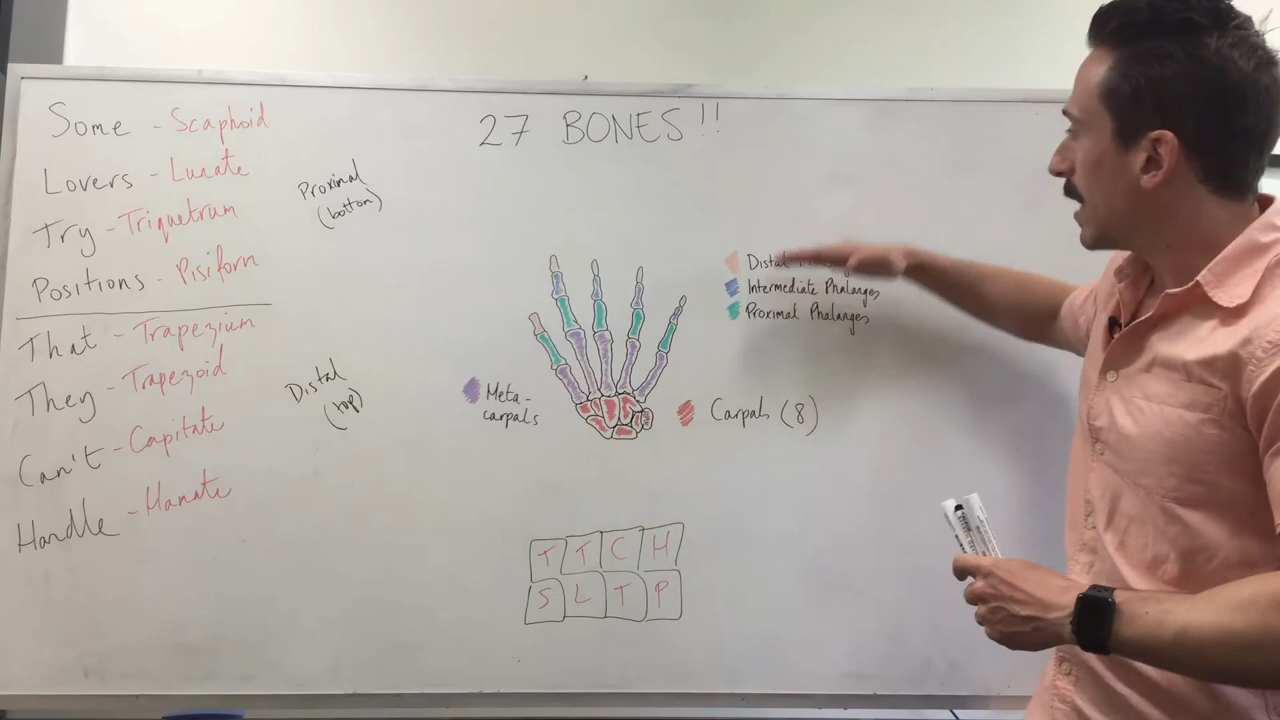 27 BONES!!
Some - Scaphoid
Lovers - Lunate
Try - Triquetrum
Positions - Pisiform
Proximal
(bottom)
That - Trapezium
They - Trapezoid
Can't - Capitate
Handle - Hamate
Distal
(top)
Distal
Intermediate Phalanges
Proximal Phalanges
Meta-
carpals
Carpals (8)
T T C H
S L T P